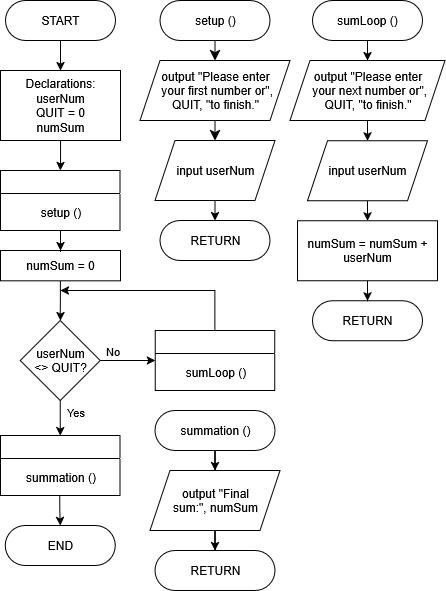 START
Declarations:
userNum
QUIT = 0
numSum
setup ()
numSum = 0
userNum
<> QUIT?
No
sumLoop ()
Yes
summation ()
END
setup ()
output "Please enter
your first number or",
QUIT, "to finish."
input userNum
RETURN
sumLoop ()
output "Please enter
your next number or",
QUIT, "to finish."
input userNum
numSum = numSum +
userNum
RETURN
summation ()
output "Final
sum:", numSum
RETURN